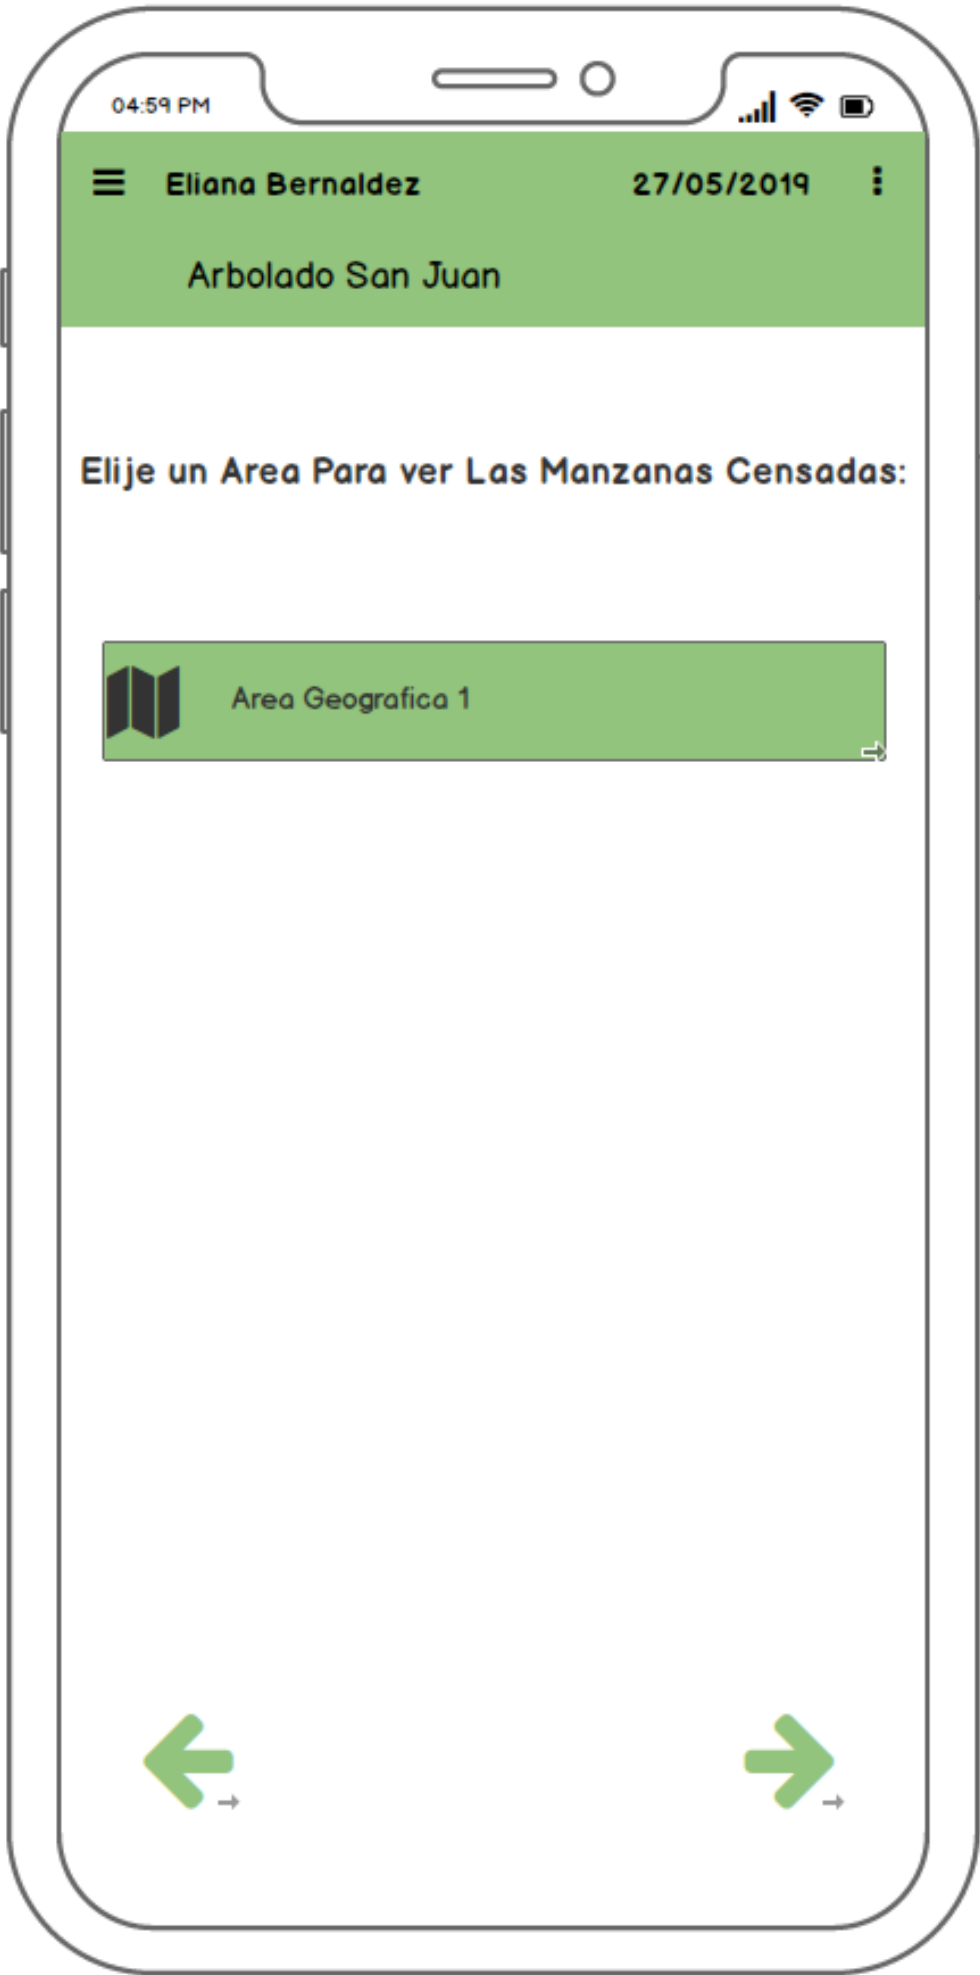 04:59 PM
Eliana Bernaldez 27/05/2019
Arbolado San Juan
Elije un Area Para ver Las Manzanas Censadas:
Area Geografica 1